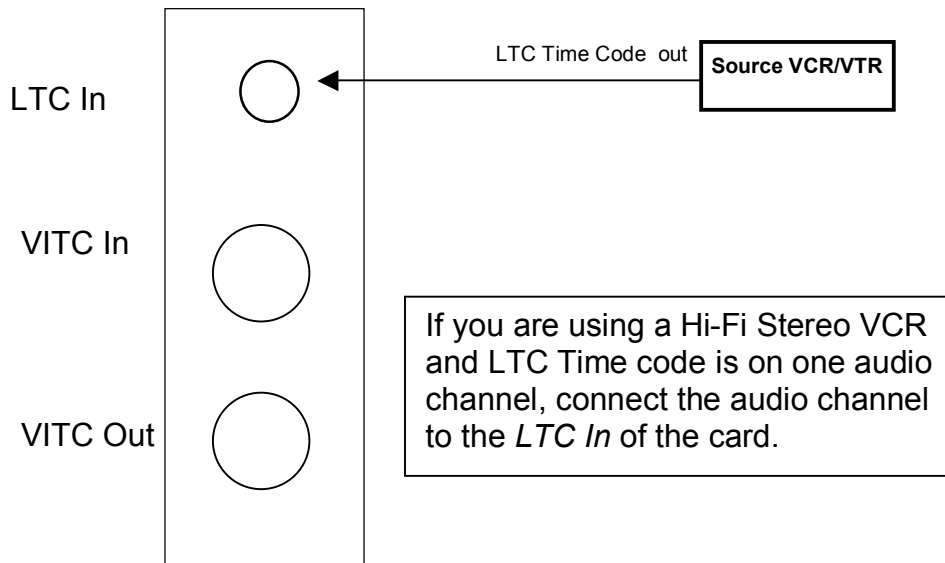 LTC Time Code out
Source VCR/VTR
LTC In
VITC In
If you are using a Hi-Fi Stereo VCR
and LTC Time code is on one audio
channel, connect the audio channel
to the LTC In of the card.
VITC Out